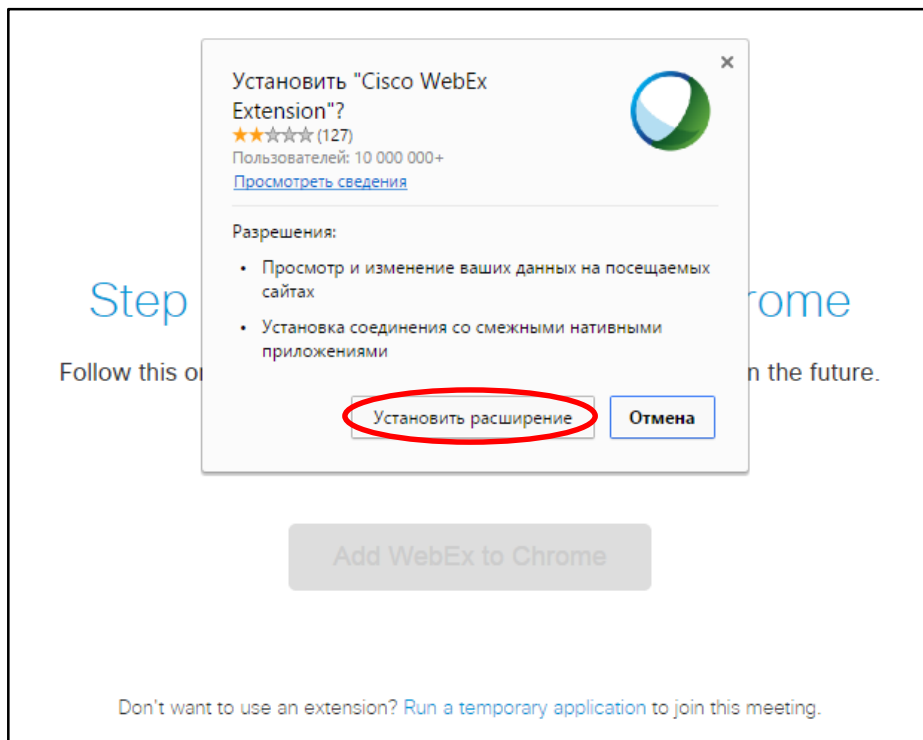 Установить "Cisco WebEx
Extension"?
(127)
Пользователей: 10 000 000+
Просмотреть сведения
Разрешения:
• Просмотр и изменение ваших данных на посещаемых
сайтах
• Установка соединения со смежными нативными
приложениями
Step rome
Follow this n the future.
Установить расширение Отмена
Add WebEx to Chrome
Don't want to use an extension? Run a temporary application to join this meeting.